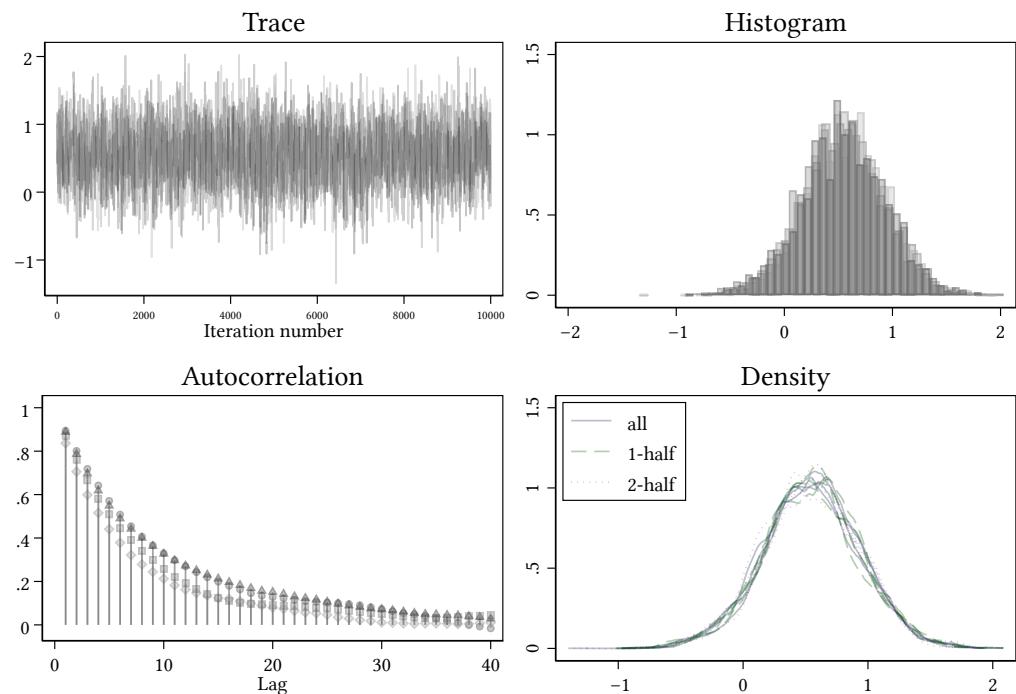 Trace
2
1
0
−1
0 2000 4000 6000 8000 10000
Iteration number
Histogram
1.5
1
.5
0
−2 −1 0 1 2
Autocorrelation
1
.8
.6
.4
.2
0
0 10 20 30 40
Lag
Density
1.5
1
.5
0
all
1-half
2-half
−1 0 1 2